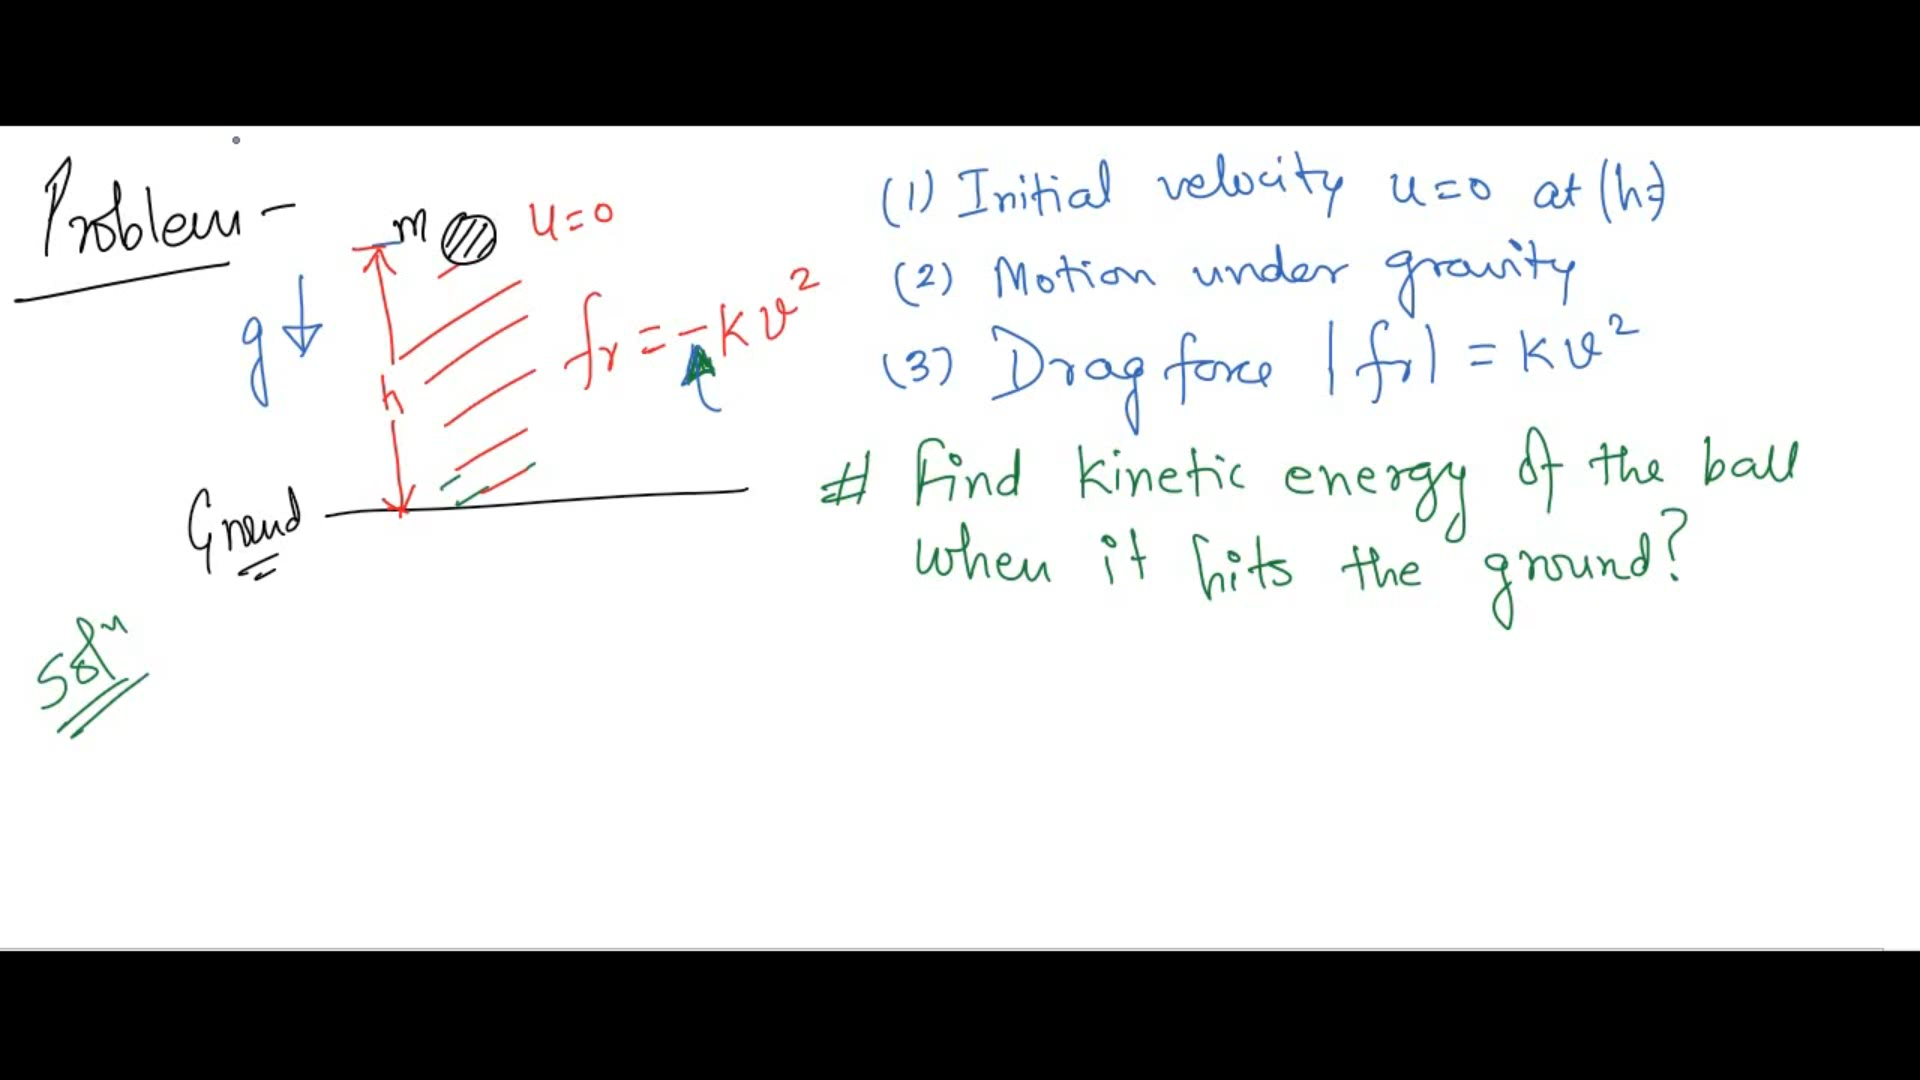 Problem -
m
u=0
g
h
fr = -kv²
Ground
(1) Initial velocity u=0 at (h=)
(2) Motion under gravity
(3) Drag force |fr| = kv²
# Find kinetic energy of the ball
when it hits the ground?
Solⁿ